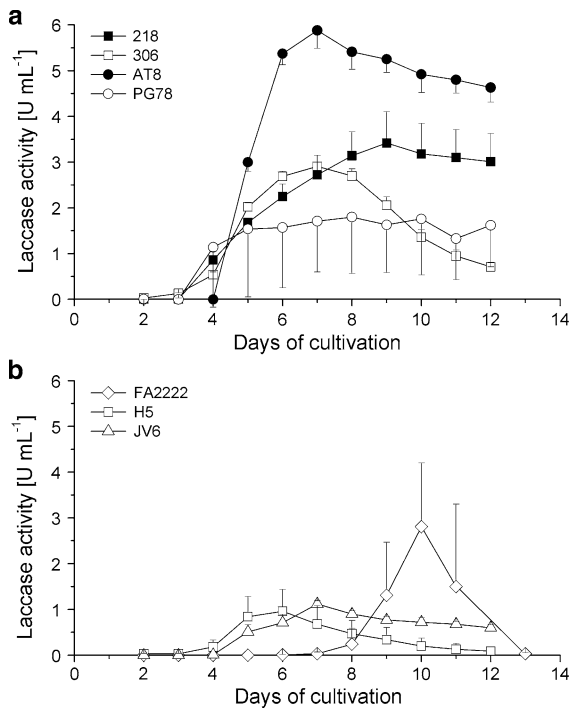 a
218
306
AT8
PG78
6
5
4
3
2
1
0
Laccase activity [U mL-1]
0 2 4 6 8 10 12 14
Days of cultivation
b
FA2222
H5
JV6
6
5
4
3
2
1
0
Laccase activity [U mL-1]
0 2 4 6 8 10 12 14
Days of cultivation